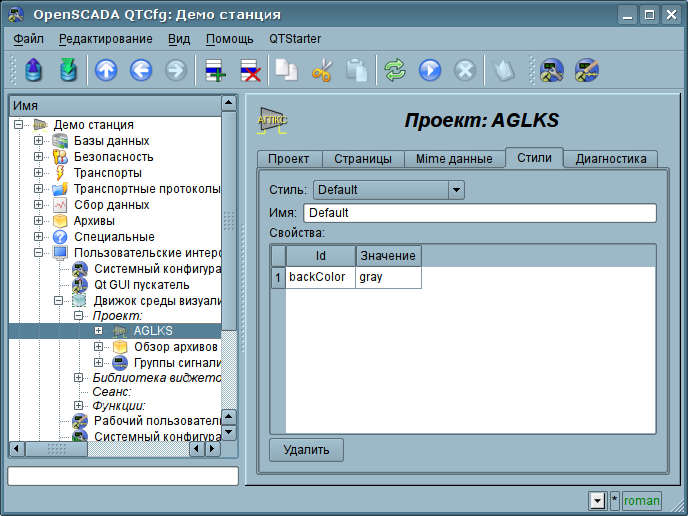 OpenSCADA QTCfg: Демо станция
Файл Редактирование Вид Помощь QTStarter
Имя
Демо станция
Базы данных
Безопасность
Транспорты
Транспортные протоколы
Сбор данных
Архивы
Специальные
Пользовательские интерф
Системный конфигура
Qt GUI пускатель
Движок среды визуали
Проект:
AGLKS
Обзор архивов
Группы сигнали
Библиотека виджето
Сеанс:
Функции:
Рабочий пользовател
Системный конфигура
АГЛКС
Проект: AGLKS
Проект Страницы Mime данные Стили Диагностика
Стиль: Default
Имя: Default
Свойства:
Id Значение
1 backColor gray
Удалить
* roman